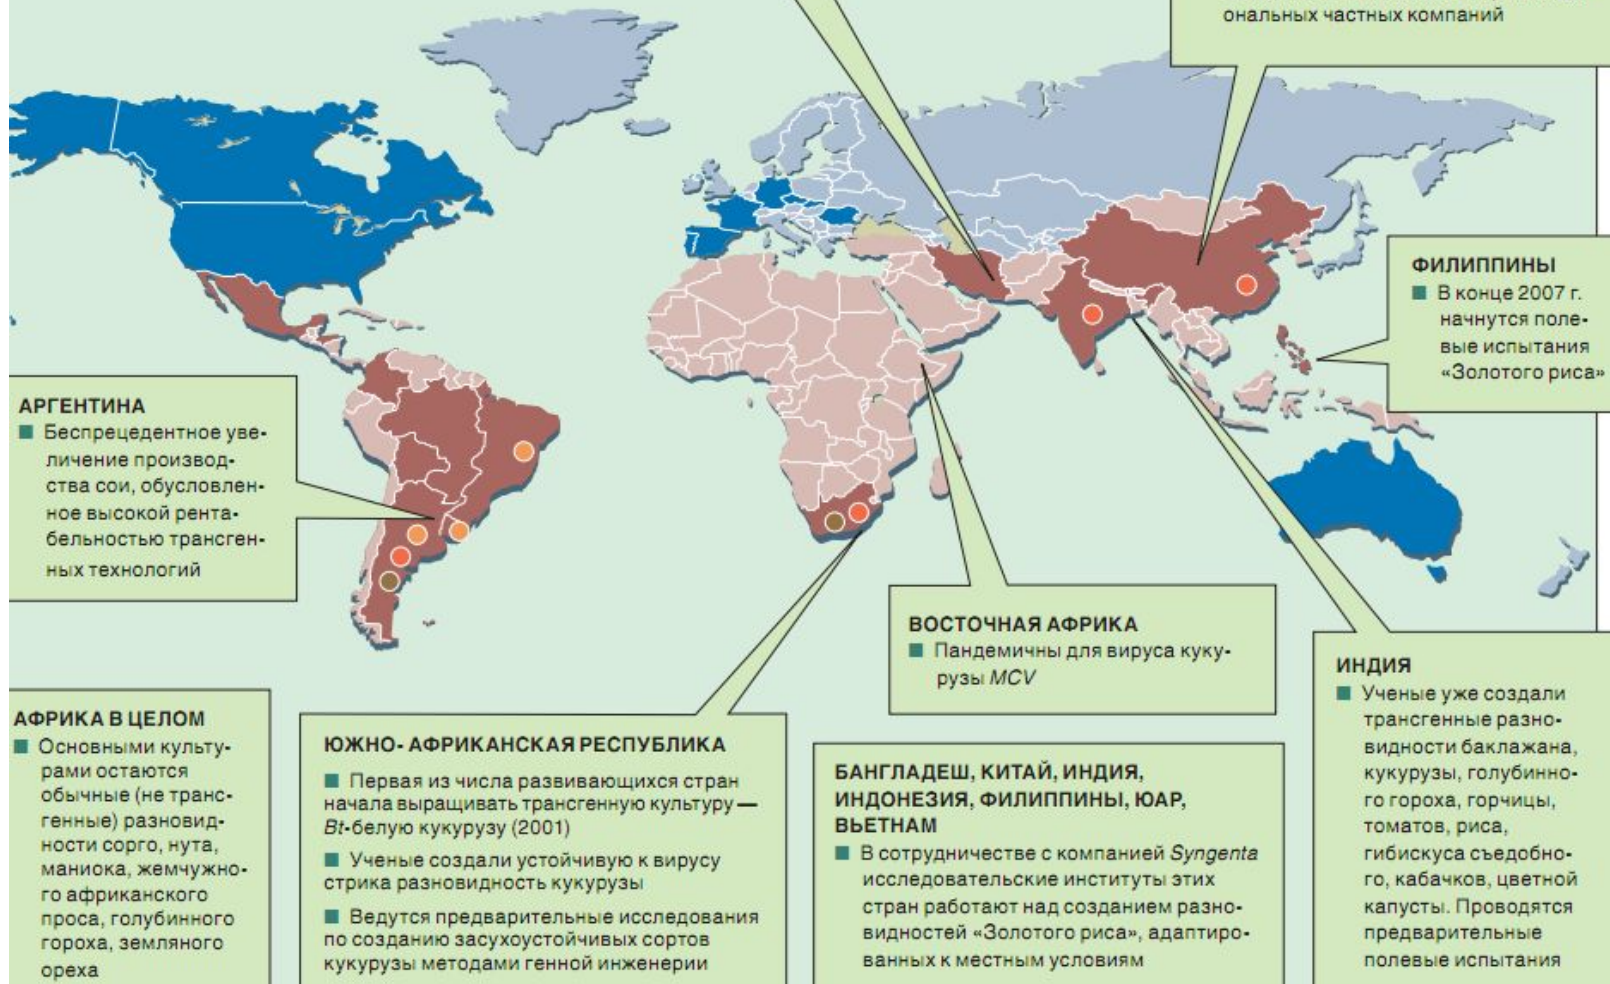 ональных частных компаний
ФИЛИППИНЫ
В конце 2007 г.
начнутся поле-
вые испытания
«Золотого риса»
АРГЕНТИНА
Беспрецедентное уве-
личение производ-
ства сои, обусловлен-
ное высокой рента-
бельностью трансген-
ных технологий
ВОСТОЧНАЯ АФРИКА
Пандемичны для вируса куку-
рузы MCV
ИНДИЯ
Ученые уже создали
трансгенные разно-
видности баклажана,
кукурузы, голубинно-
го гороха, горчицы,
томатов, риса,
гибискуса съедобно-
го, кабачков, цветной
капусты. Проводятся
предварительные
полевые испытания
АФРИКА В ЦЕЛОМ
Основными культу-
рами остаются
обычные (не транс-
генные) разновид-
ности сорго, нута,
маниока, жемчужно-
го африканского
проса, голубинного
гороха, земляного
ореха
ЮЖНО- АФРИКАНСКАЯ РЕСПУБЛИКА
Первая из числа развивающихся стран
начала выращивать трансгенную культуру —
Bt-белую кукурузу (2001)
Ученые создали устойчивую к вирусу
стрика разновидность кукурузы
Ведутся предварительные исследования
по созданию засухоустойчивых сортов
кукурузы методами генной инженерии
БАНГЛАДЕШ, КИТАЙ, ИНДИЯ,
ИНДОНЕЗИЯ, ФИЛИППИНЫ, ЮАР,
ВЬЕТНАМ
В сотрудничестве с компанией Syngenta
исследовательские институты этих
стран работают над созданием разно-
видностей «Золотого риса», адаптиро-
ванных к местным условиям